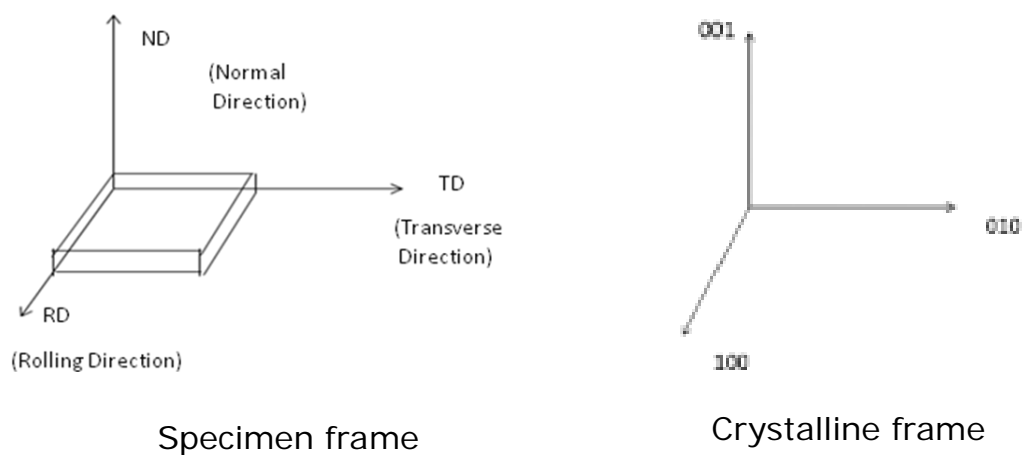 ND
(Normal
Direction)
TD
(Transverse
Direction)
RD
(Rolling Direction)
Specimen frame
001
010
100
Crystalline frame